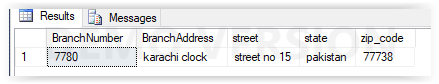 Results Messages
BranchNumber BranchAddress street state zip_code
1 7780 karachi clock street no 15 pakistan 77738